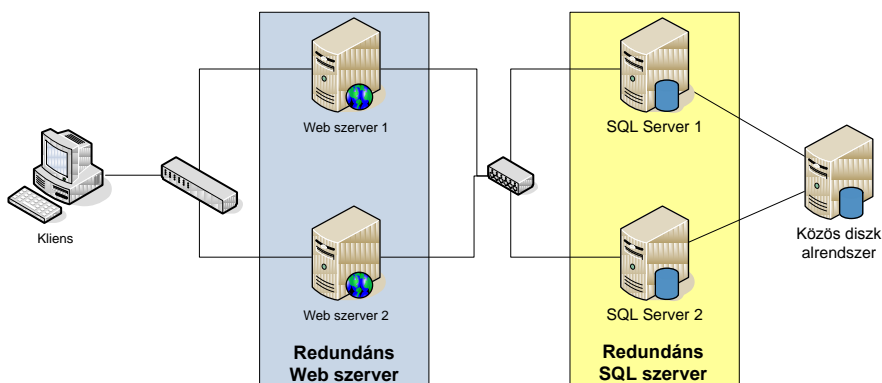 Kliens
Web szerver 1
Web szerver 2
Redundáns
Web szerver
SQL Server 1
SQL Server 2
Redundáns
SQL szerver
Közös diszk
alrendszer